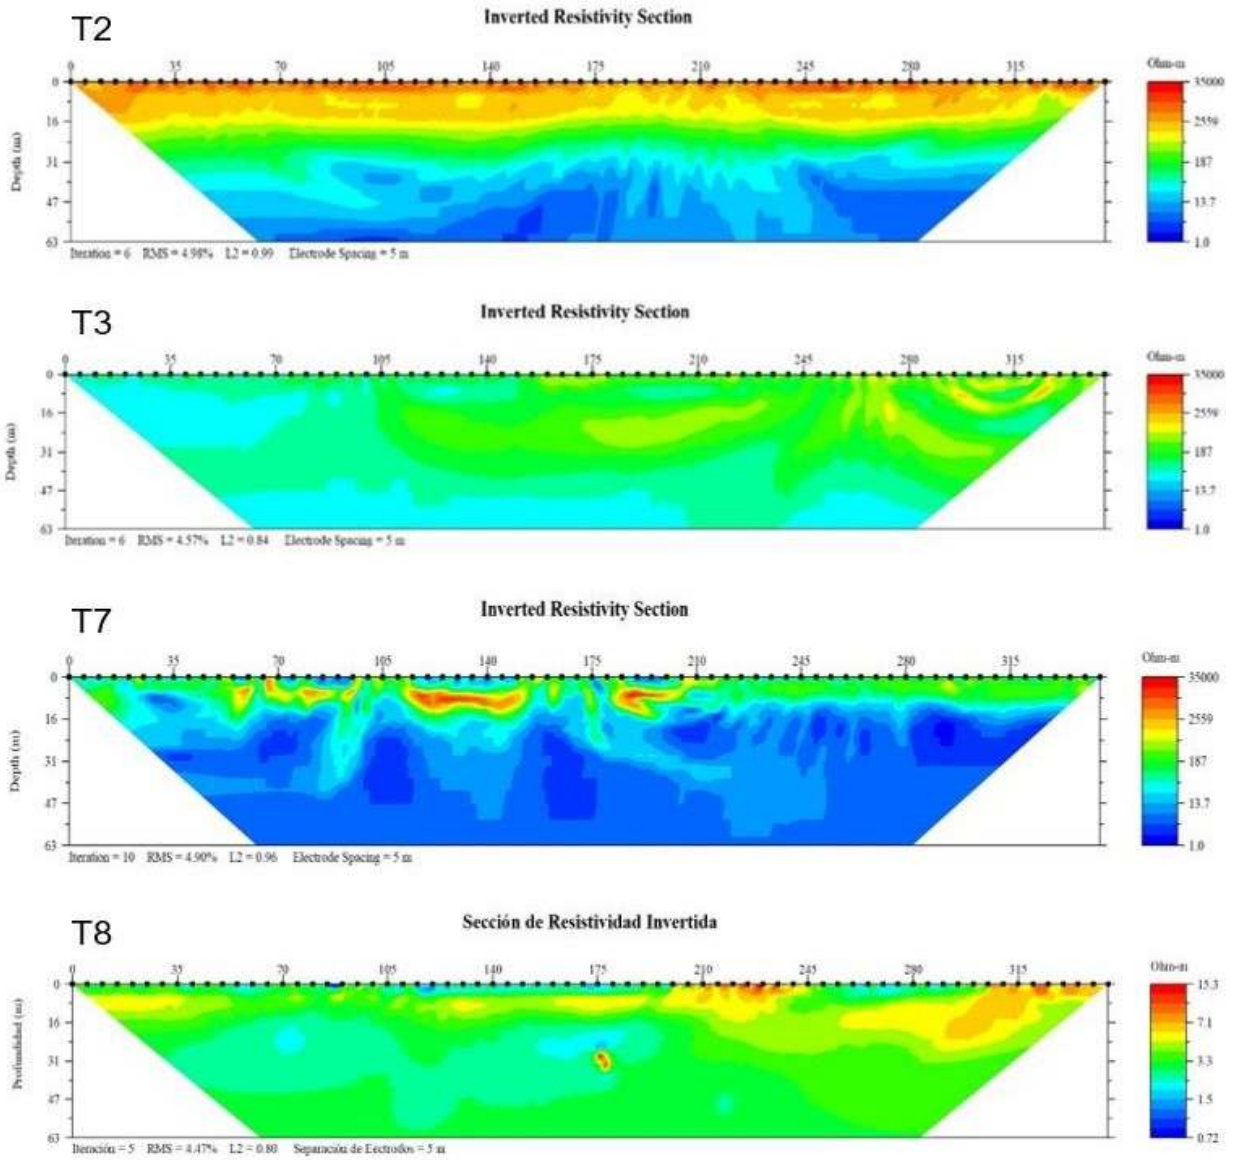 T2
Inverted Resistivity Section
0 35 70 105 140 175 210 245 280 315
Ohm-m
Depth (m)
0
16
31
47
63
35000
2559
187
13.7
1.0
Iteration = 6 RMS = 4.98% L2 = 0.99 Electrode Spacing = 5 m
T3
Inverted Resistivity Section
0 35 70 105 140 175 210 245 280 315
Ohm-m
Depth (m)
0
16
31
47
63
35000
2559
187
13.7
1.0
Iteration = 6 RMS = 4.57% L2 = 0.84 Electrode Spacing = 5 m
T7
Inverted Resistivity Section
0 35 70 105 140 175 210 245 280 315
Ohm-m
Depth (m)
0
16
31
47
63
35000
2559
187
13.7
1.0
Iteration = 10 RMS = 4.90% L2 = 0.96 Electrode Spacing = 5 m
T8
Sección de Resistividad Invertida
0 35 70 105 140 175 210 245 280 315
Ohm-m
Profundidad (m)
0
16
31
47
63
15.3
7.1
3.3
1.5
0.72
Iteración = 5 RMS = 4.47% L2 = 0.80 Separación de Eectrodos = 5 m